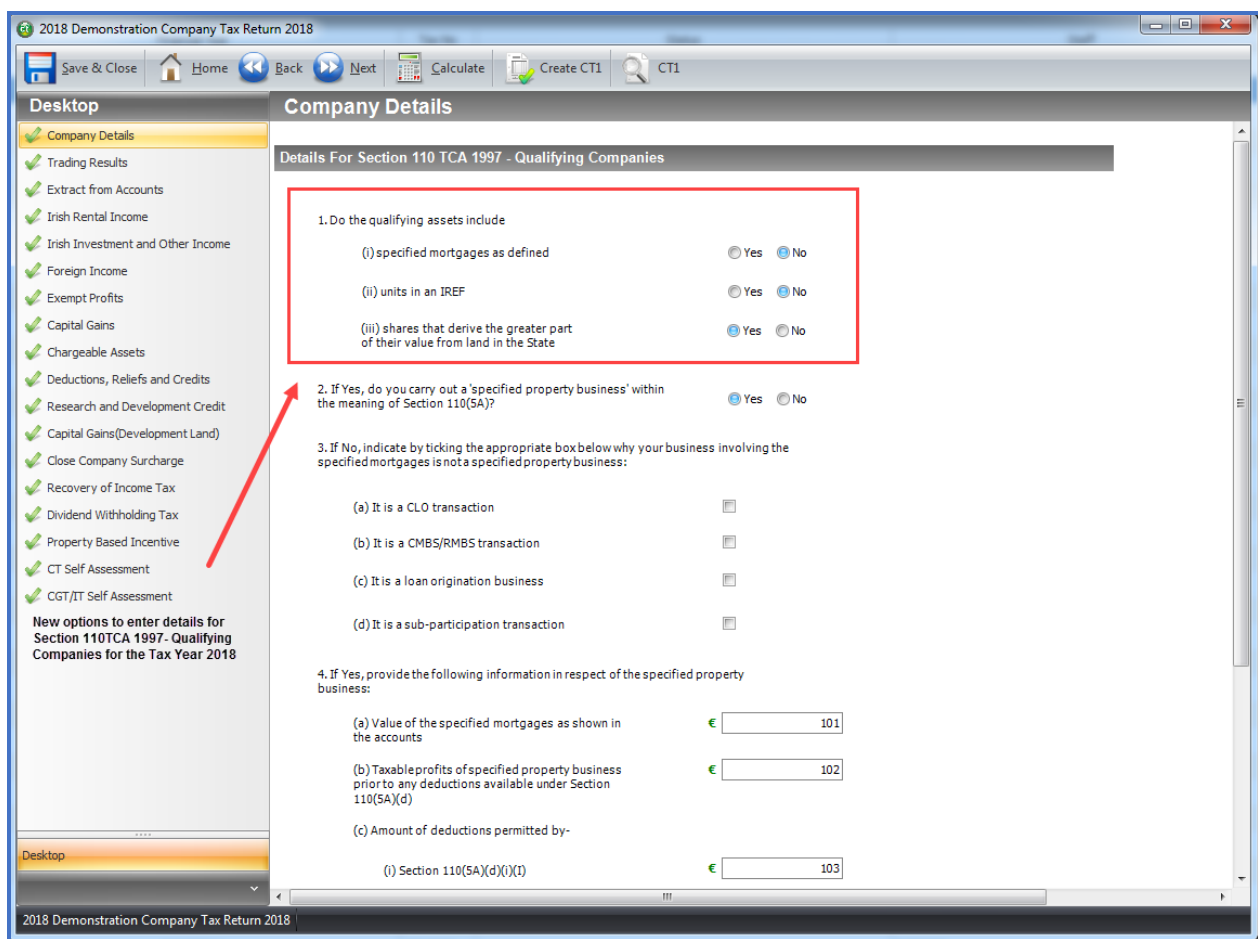 2018 Demonstration Company Tax Return 2018
Save & Close Home Back Next Calculate Create CT1 CT1
Desktop
Company Details
Trading Results
Extract from Accounts
Irish Rental Income
Irish Investment and Other Income
Foreign Income
Exempt Profits
Capital Gains
Chargeable Assets
Deductions, Reliefs and Credits
Research and Development Credit
Capital Gains(Development Land)
Close Company Surcharge
Recovery of Income Tax
Dividend Withholding Tax
Property Based Incentive
CT Self Assessment
CGT/IT Self Assessment
New options to enter details for
Section 110TCA 1997- Qualifying
Companies for the Tax Year 2018
Desktop
Company Details
Details For Section 110 TCA 1997 - Qualifying Companies
1. Do the qualifying assets include
(i) specified mortgages as defined Yes No
(ii) units in an IREF Yes No
(iii) shares that derive the greater part
of their value from land in the State Yes No
2. If Yes, do you carry out a 'specified property business' within
the meaning of Section 110(5A)? Yes No
3. If No, indicate by ticking the appropriate box below why your business involving the
specified mortgages is not a specified property business:
(a) It is a CLO transaction
(b) It is a CMBS/RMBS transaction
(c) It is a loan origination business
(d) It is a sub-participation transaction
4. If Yes, provide the following information in respect of the specified property
business:
(a) Value of the specified mortgages as shown in € 101
the accounts
(b) Taxable profits of specified property business € 102
prior to any deductions available under Section
110(5A)(d)
(c) Amount of deductions permitted by-
(i) Section 110(5A)(d)(i)(I) € 103
2018 Demonstration Company Tax Return 2018